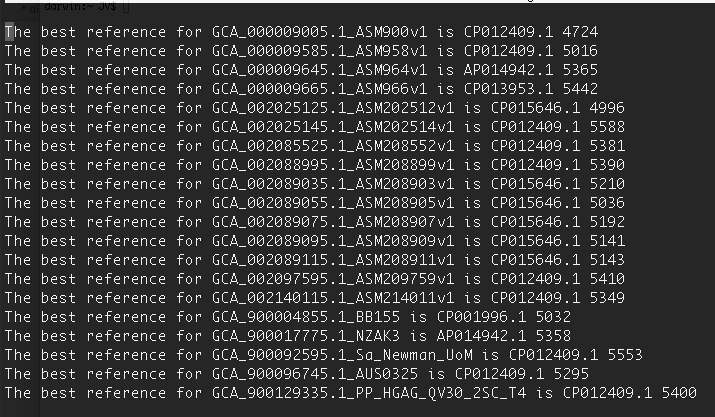 darwin:~ JV$
The best reference for GCA_000009005.1_ASM900v1 is CP012409.1 4724
The best reference for GCA_000009585.1_ASM958v1 is CP012409.1 5016
The best reference for GCA_000009645.1_ASM964v1 is AP014942.1 5365
The best reference for GCA_000009665.1_ASM966v1 is CP013953.1 5442
The best reference for GCA_002025125.1_ASM202512v1 is CP015646.1 4996
The best reference for GCA_002025145.1_ASM202514v1 is CP012409.1 5588
The best reference for GCA_002085525.1_ASM208552v1 is CP012409.1 5381
The best reference for GCA_002088995.1_ASM208899v1 is CP012409.1 5390
The best reference for GCA_002089035.1_ASM208903v1 is CP015646.1 5210
The best reference for GCA_002089055.1_ASM208905v1 is CP015646.1 5036
The best reference for GCA_002089075.1_ASM208907v1 is CP015646.1 5192
The best reference for GCA_002089095.1_ASM208909v1 is CP015646.1 5141
The best reference for GCA_002089115.1_ASM208911v1 is CP015646.1 5143
The best reference for GCA_002097595.1_ASM209759v1 is CP012409.1 5410
The best reference for GCA_002140115.1_ASM214011v1 is CP012409.1 5349
The best reference for GCA_900004855.1_BB155 is CP001996.1 5032
The best reference for GCA_900017775.1_NZAK3 is AP014942.1 5358
The best reference for GCA_900092595.1_Sa_Newman_UoM is CP012409.1 5553
The best reference for GCA_900096745.1_AUS0325 is CP012409.1 5295
The best reference for GCA_900129335.1_PP_HGAG_QV30_2SC_T4 is CP012409.1 5400